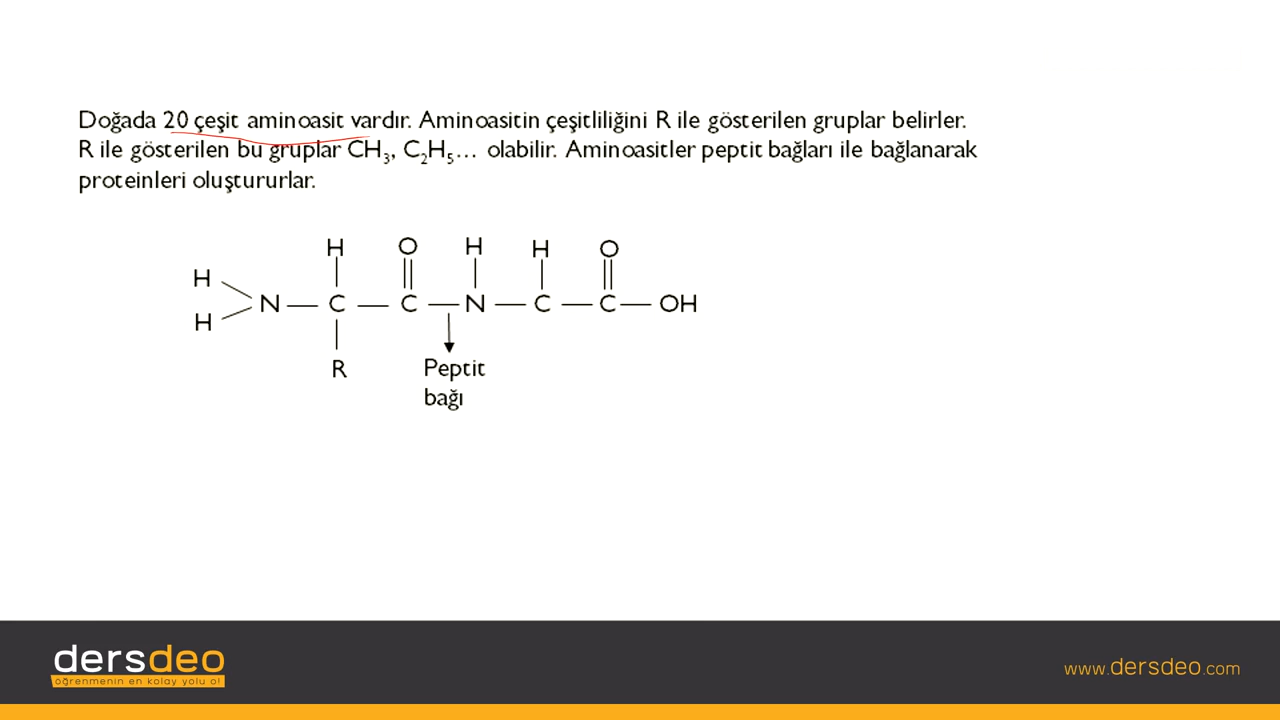 Doğada 20 çeşit aminoasit vardır. Aminoasitin çeşitliliğini R ile gösterilen gruplar belirler.
R ile gösterilen bu gruplar CH₃, C₂H₅... olabilir. Aminoasitler peptit bağları ile bağlanarak
proteinleri oluştururlar.
H O H H O
H
N C C N C C OH
H
R Peptit
bağı
dersdeo
öğrenmenin en kolay yolu o!
www.dersdeo.com